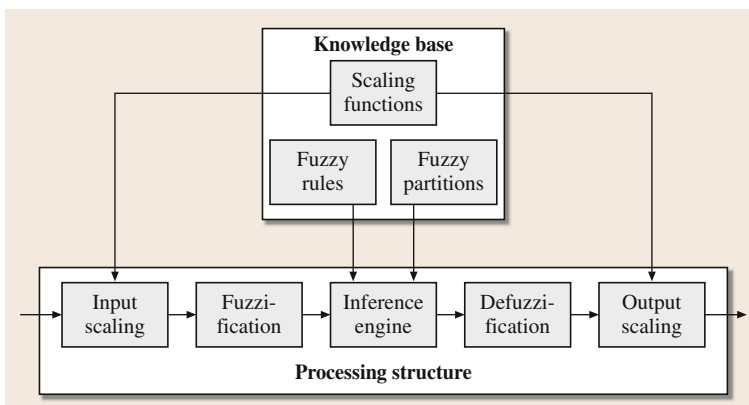 Knowledge base
Scaling
functions
Fuzzy
rules
Fuzzy
partitions
Input
scaling
Fuzzi-
fication
Inference
engine
Defuzzi-
fication
Output
scaling
Processing structure